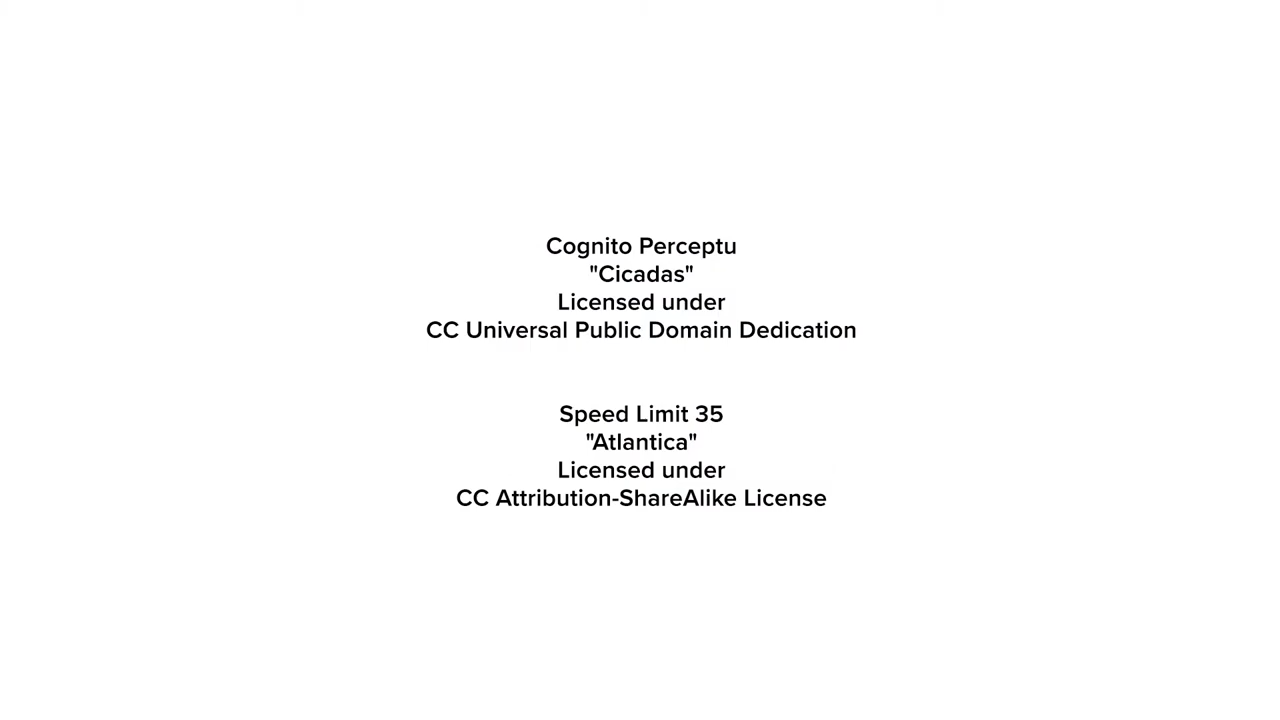 Cognito Perceptu
"Cicadas"
Licensed under
CC Universal Public Domain Dedication
Speed Limit 35
"Atlantica"
Licensed under
CC Attribution-ShareAlike License